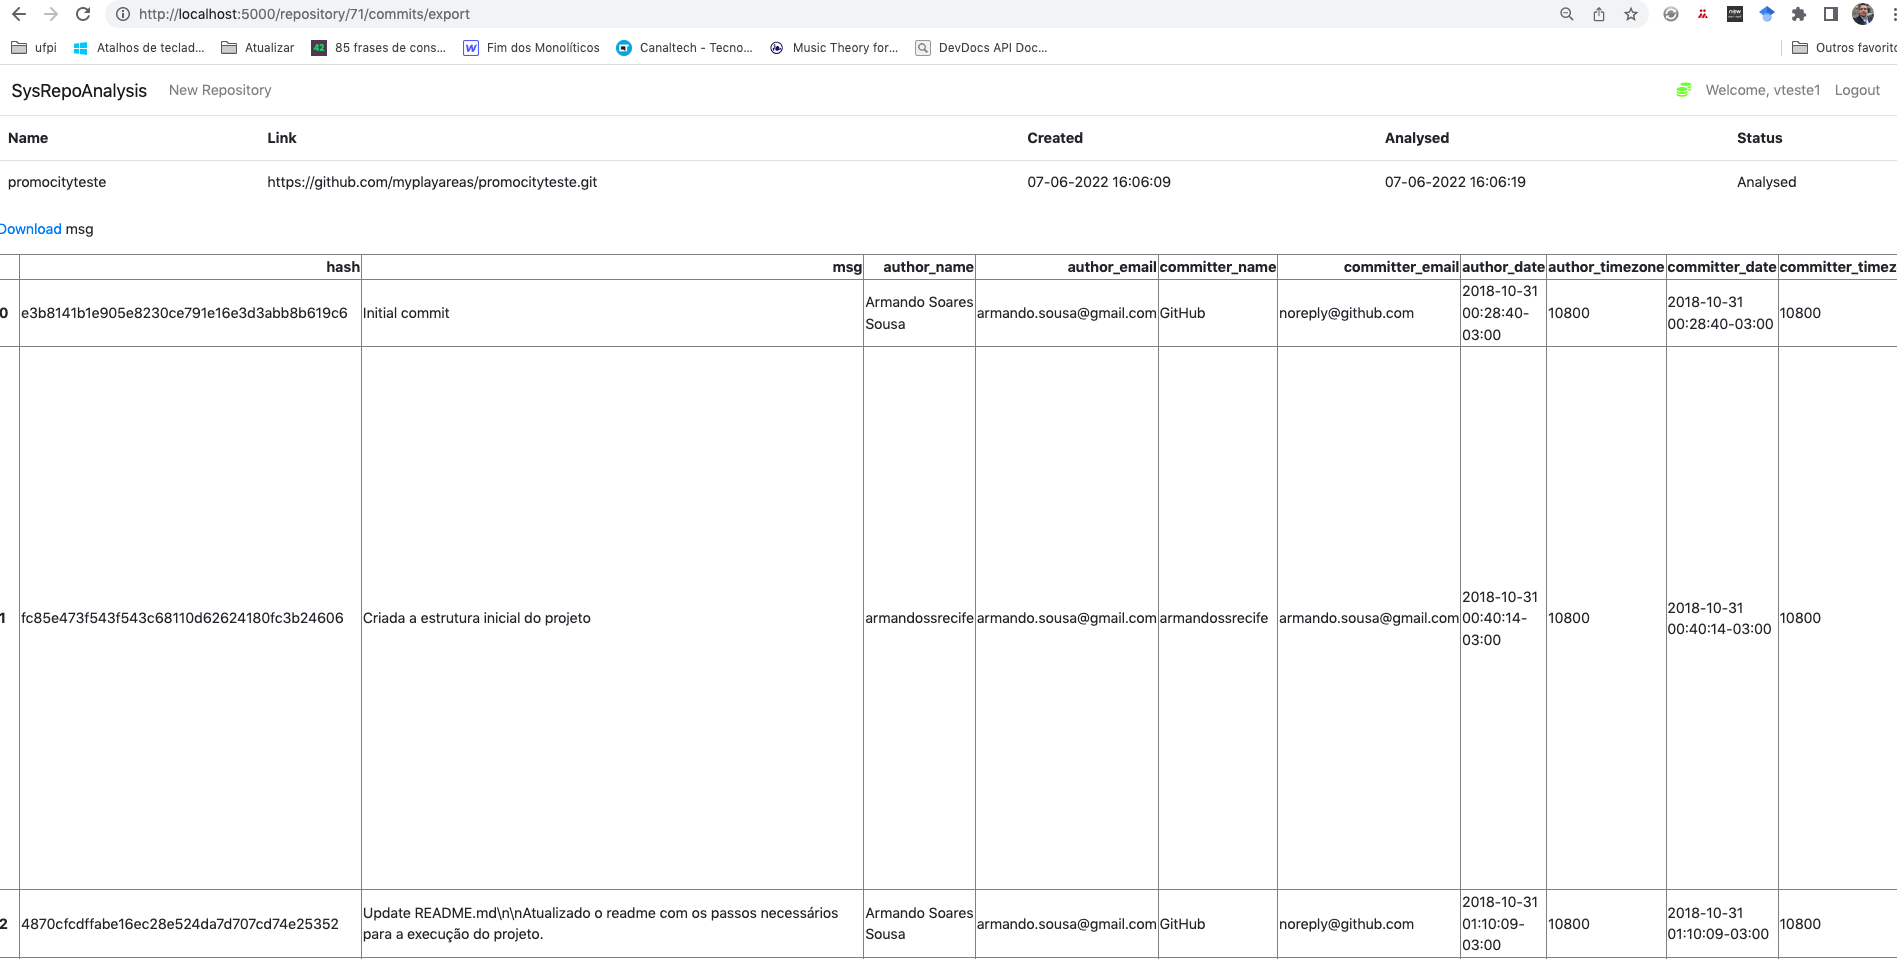 http://localhost:5000/repository/71/commits/export
ufpi Atalhos de teclad... Atualizar 42 85 frases de cons... W Fim dos Monolíticos Canaltech - Tecno... Music Theory for... DevDocs API Doc... Outros favorito
SysRepoAnalysis New Repository Welcome, vteste1 Logout
Name Link Created Analysed Status
promocityteste https://github.com/myplayareas/promocityteste.git 07-06-2022 16:06:09 07-06-2022 16:06:19 Analysed
Download msg
hash msg author_name author_email committer_name committer_email author_date author_timezone committer_date committer_timez
0 e3b8141b1e905e8230ce791e16e3d3abb8b619c6 Initial commit Armando Soares Sousa armando.sousa@gmail.com GitHub noreply@github.com 2018-10-31 00:28:40-03:00 10800 2018-10-31 00:28:40-03:00 10800
1 fc85e473f543f543c68110d62624180fc3b24606 Criada a estrutura inicial do projeto armandossrecife armando.sousa@gmail.com armandossrecife armando.sousa@gmail.com 2018-10-31 00:40:14-03:00 10800 2018-10-31 00:40:14-03:00 10800
2 4870cfcdffabe16ec28e524da7d707cd74e25352 Update README.md\n\nAtualizado o readme com os passos necessários para a execução do projeto. Armando Soares Sousa armando.sousa@gmail.com GitHub noreply@github.com 2018-10-31 01:10:09-03:00 10800 2018-10-31 01:10:09-03:00 10800